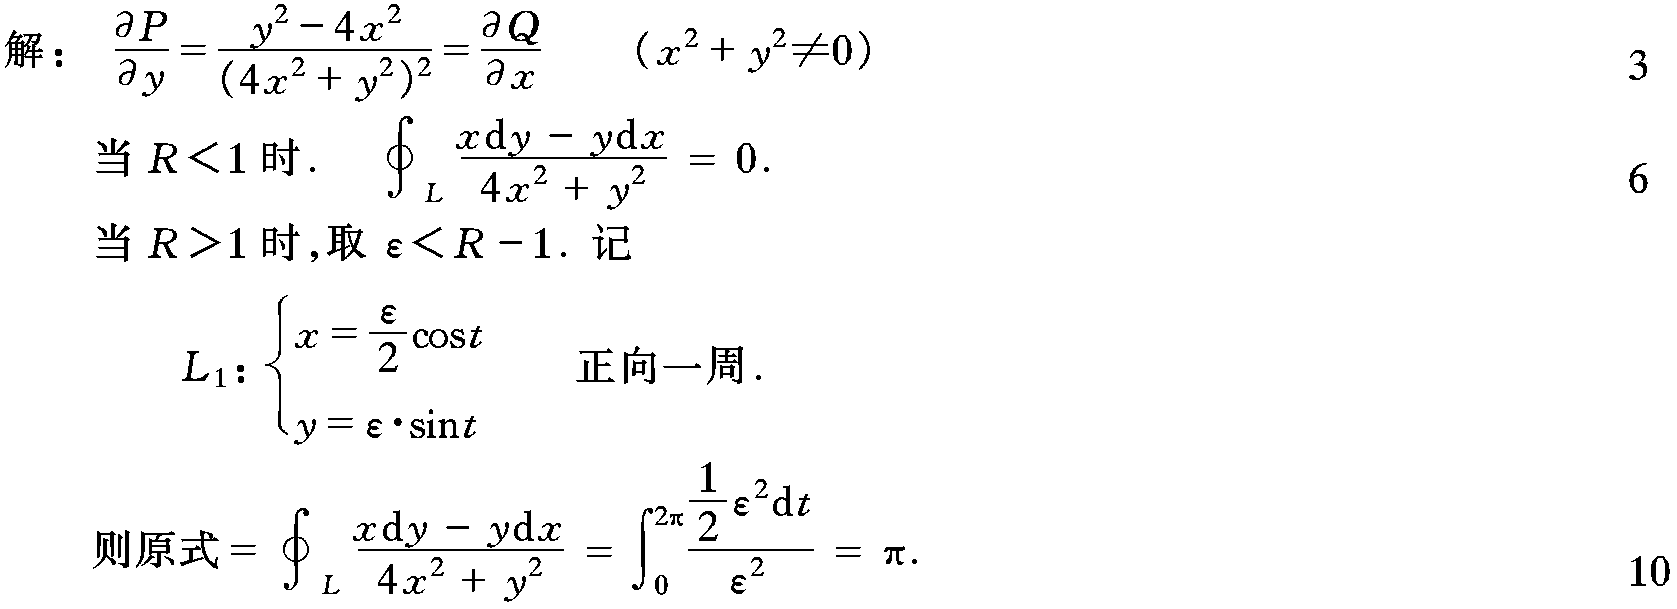 解： ∂P/∂y = (y² − 4x²)/(4x² + y²)² = ∂Q/∂x (x² + y² ≠ 0) 3
当 R < 1 时. ∮_L (xdy − ydx)/(4x² + y²) = 0. 6
当 R > 1 时,取 ε < R − 1. 记
L₁: { x = (ε/2)cost
y = ε·sint 正向一周.
则原式 = ∮_L (xdy − ydx)/(4x² + y²) = ∫₀^{2π} ((1/2)ε²dt)/ε² = π. 10